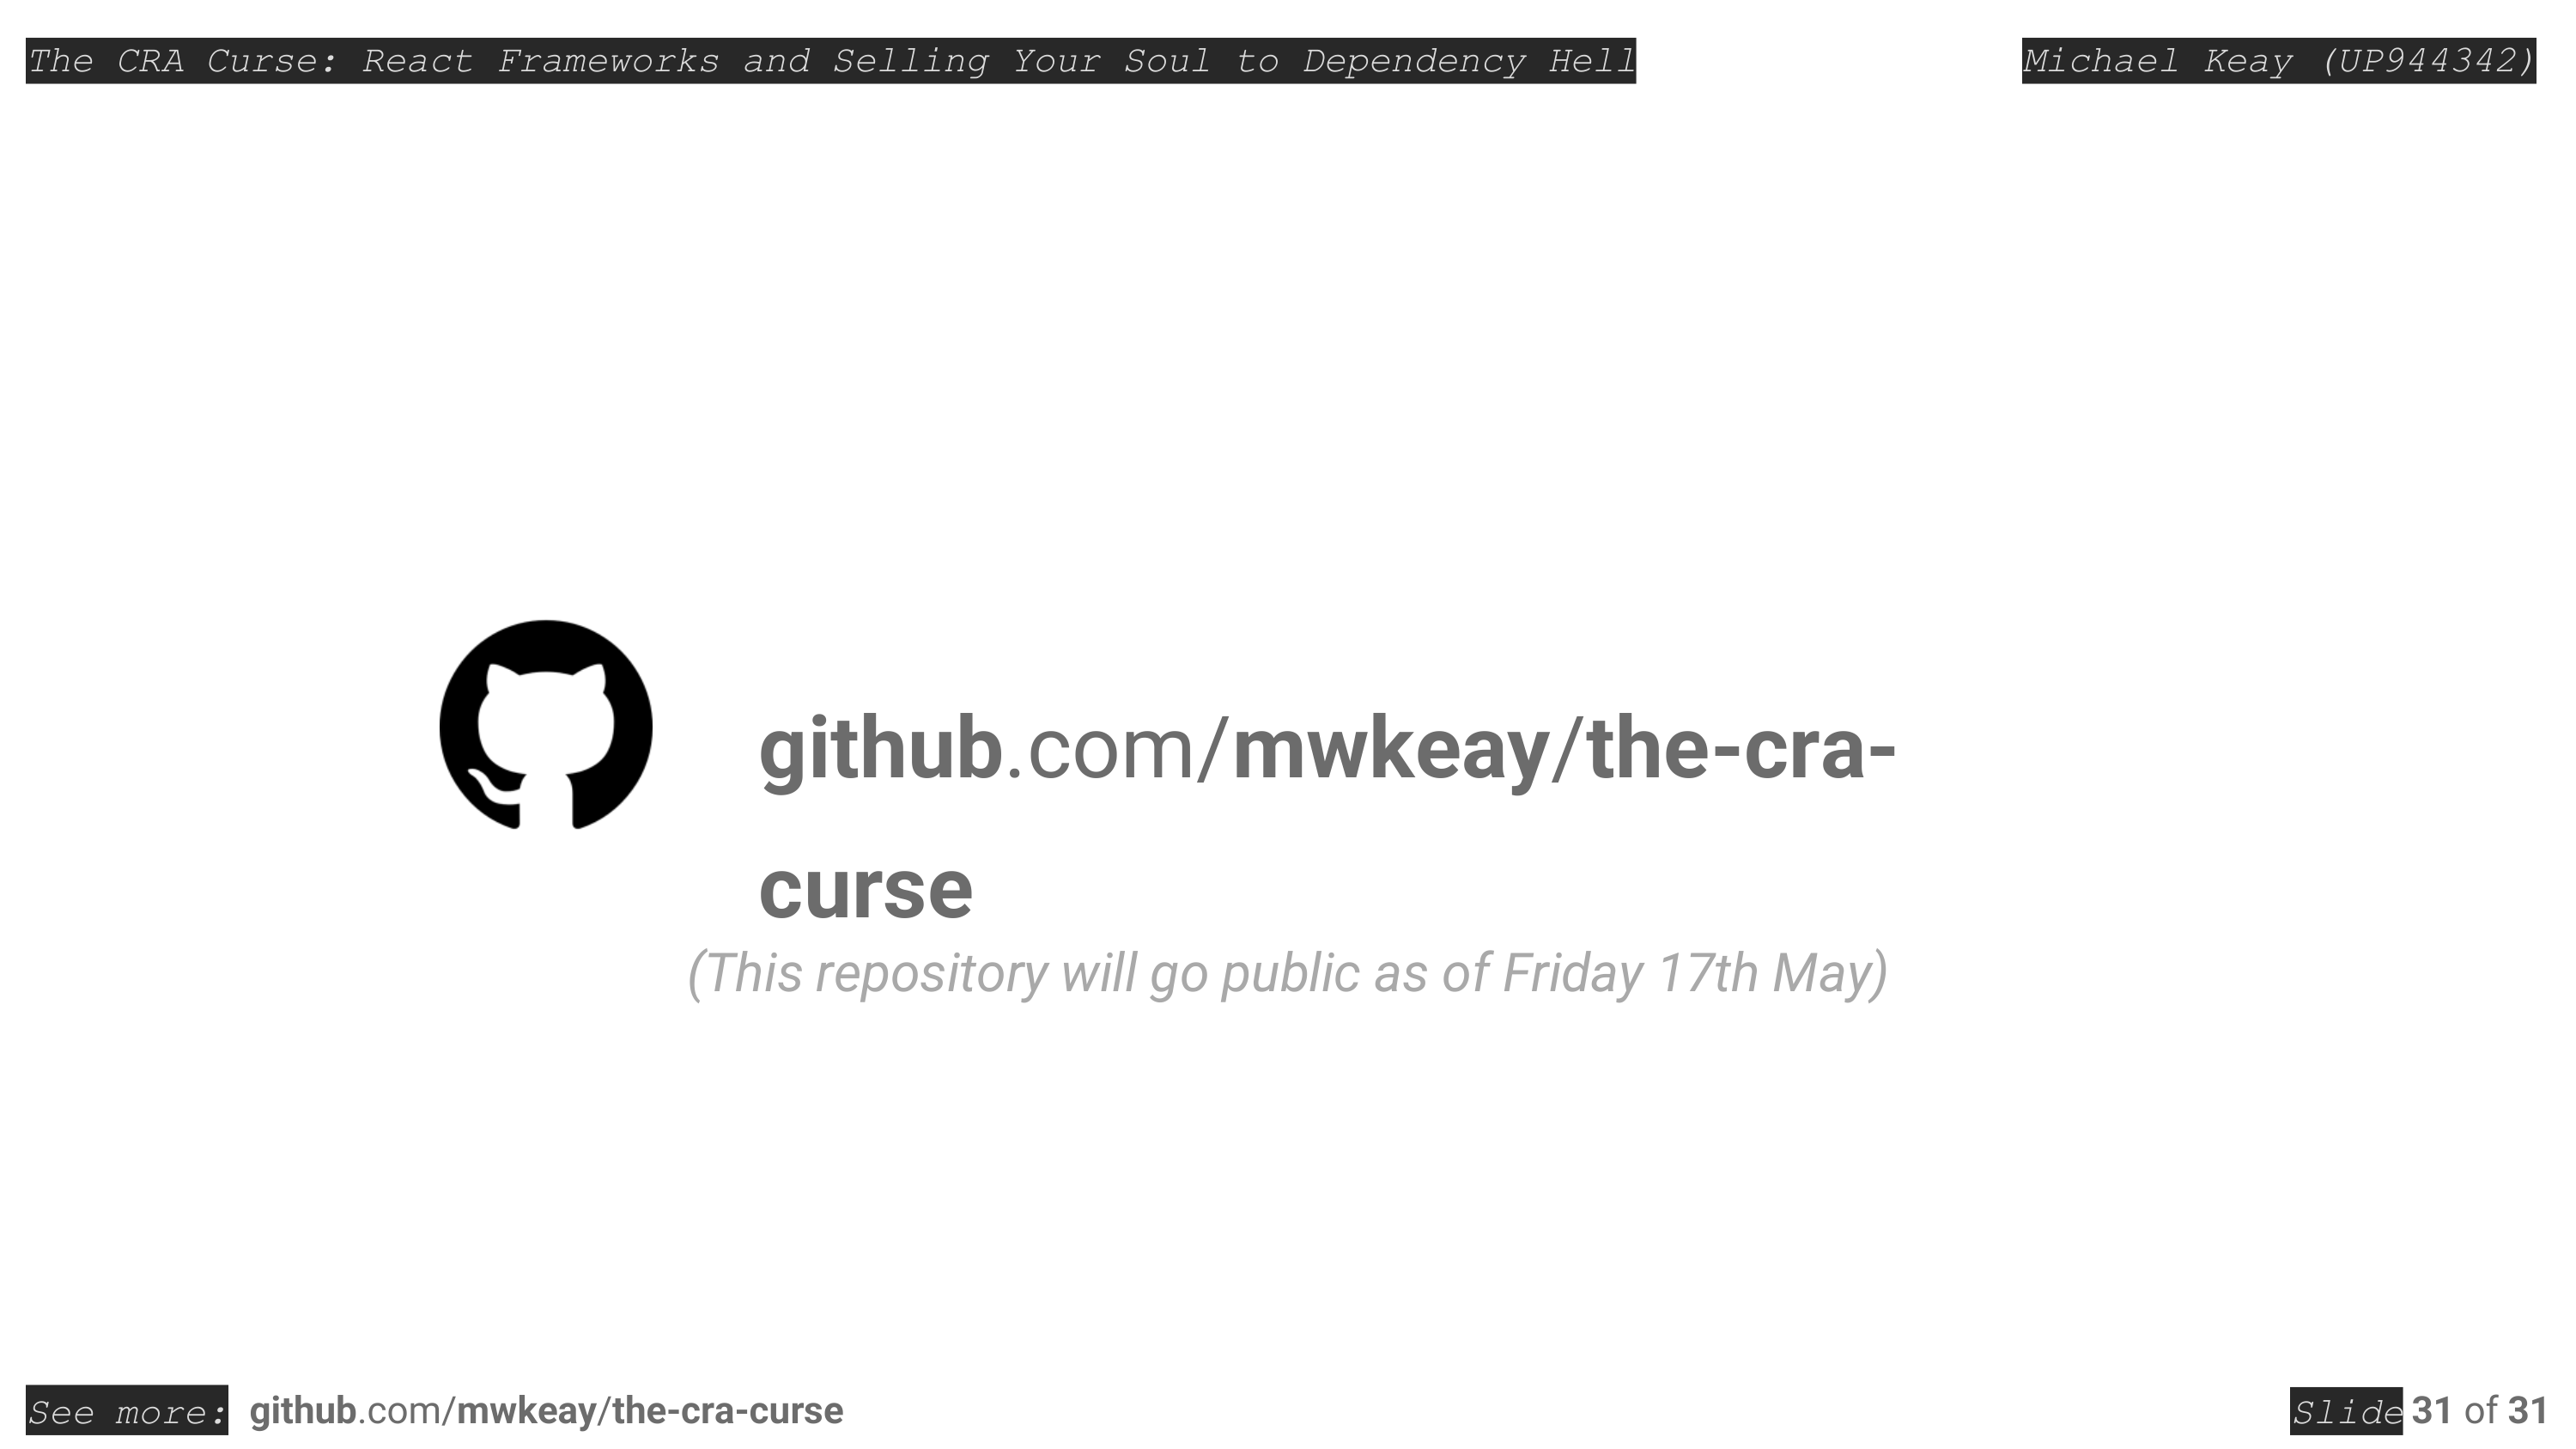 The CRA Curse: React Frameworks and Selling Your Soul to Dependency Hell
Michael Keay (UP944342)
github.com/mwkeay/the-cra-
curse
(This repository will go public as of Friday 17th May)
See more: github.com/mwkeay/the-cra-curse
Slide 31 of 31